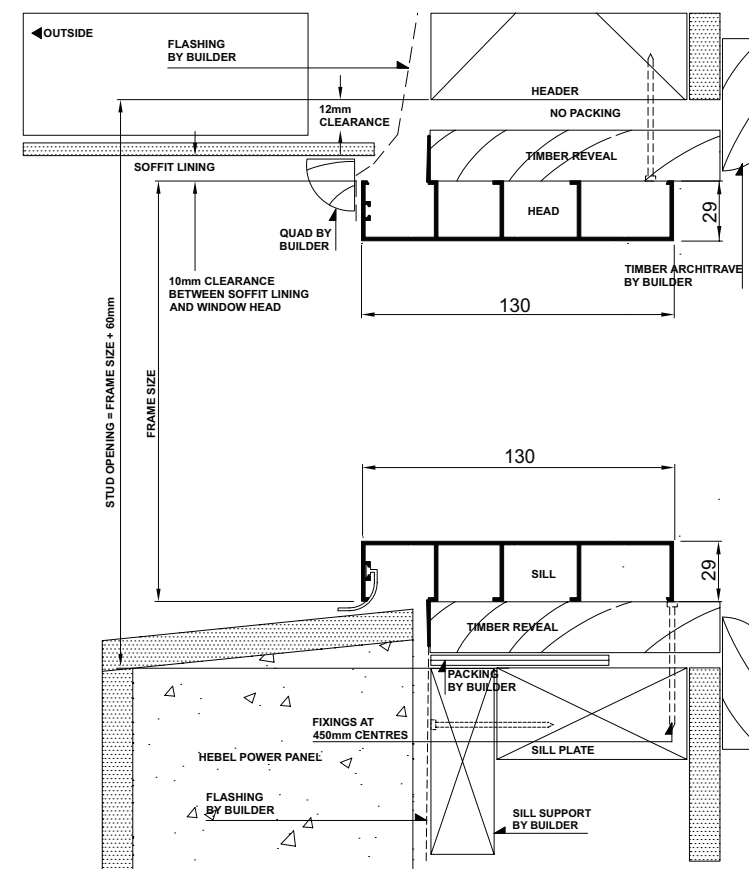 OUTSIDE
FLASHING
BY BUILDER
HEADER
12mm
CLEARANCE
NO PACKING
TIMBER REVEAL
SOFFIT LINING
HEAD
29
QUAD BY
BUILDER
10mm CLEARANCE
BETWEEN SOFFIT LINING
AND WINDOW HEAD
TIMBER ARCHITRAVE
BY BUILDER
130
STUD OPENING = FRAME SIZE + 60mm
FRAME SIZE
130
SILL
29
TIMBER REVEAL
PACKING
BY BUILDER
FIXINGS AT
450mm CENTRES
HEBEL POWER PANEL
SILL PLATE
FLASHING
BY BUILDER
SILL SUPPORT
BY BUILDER